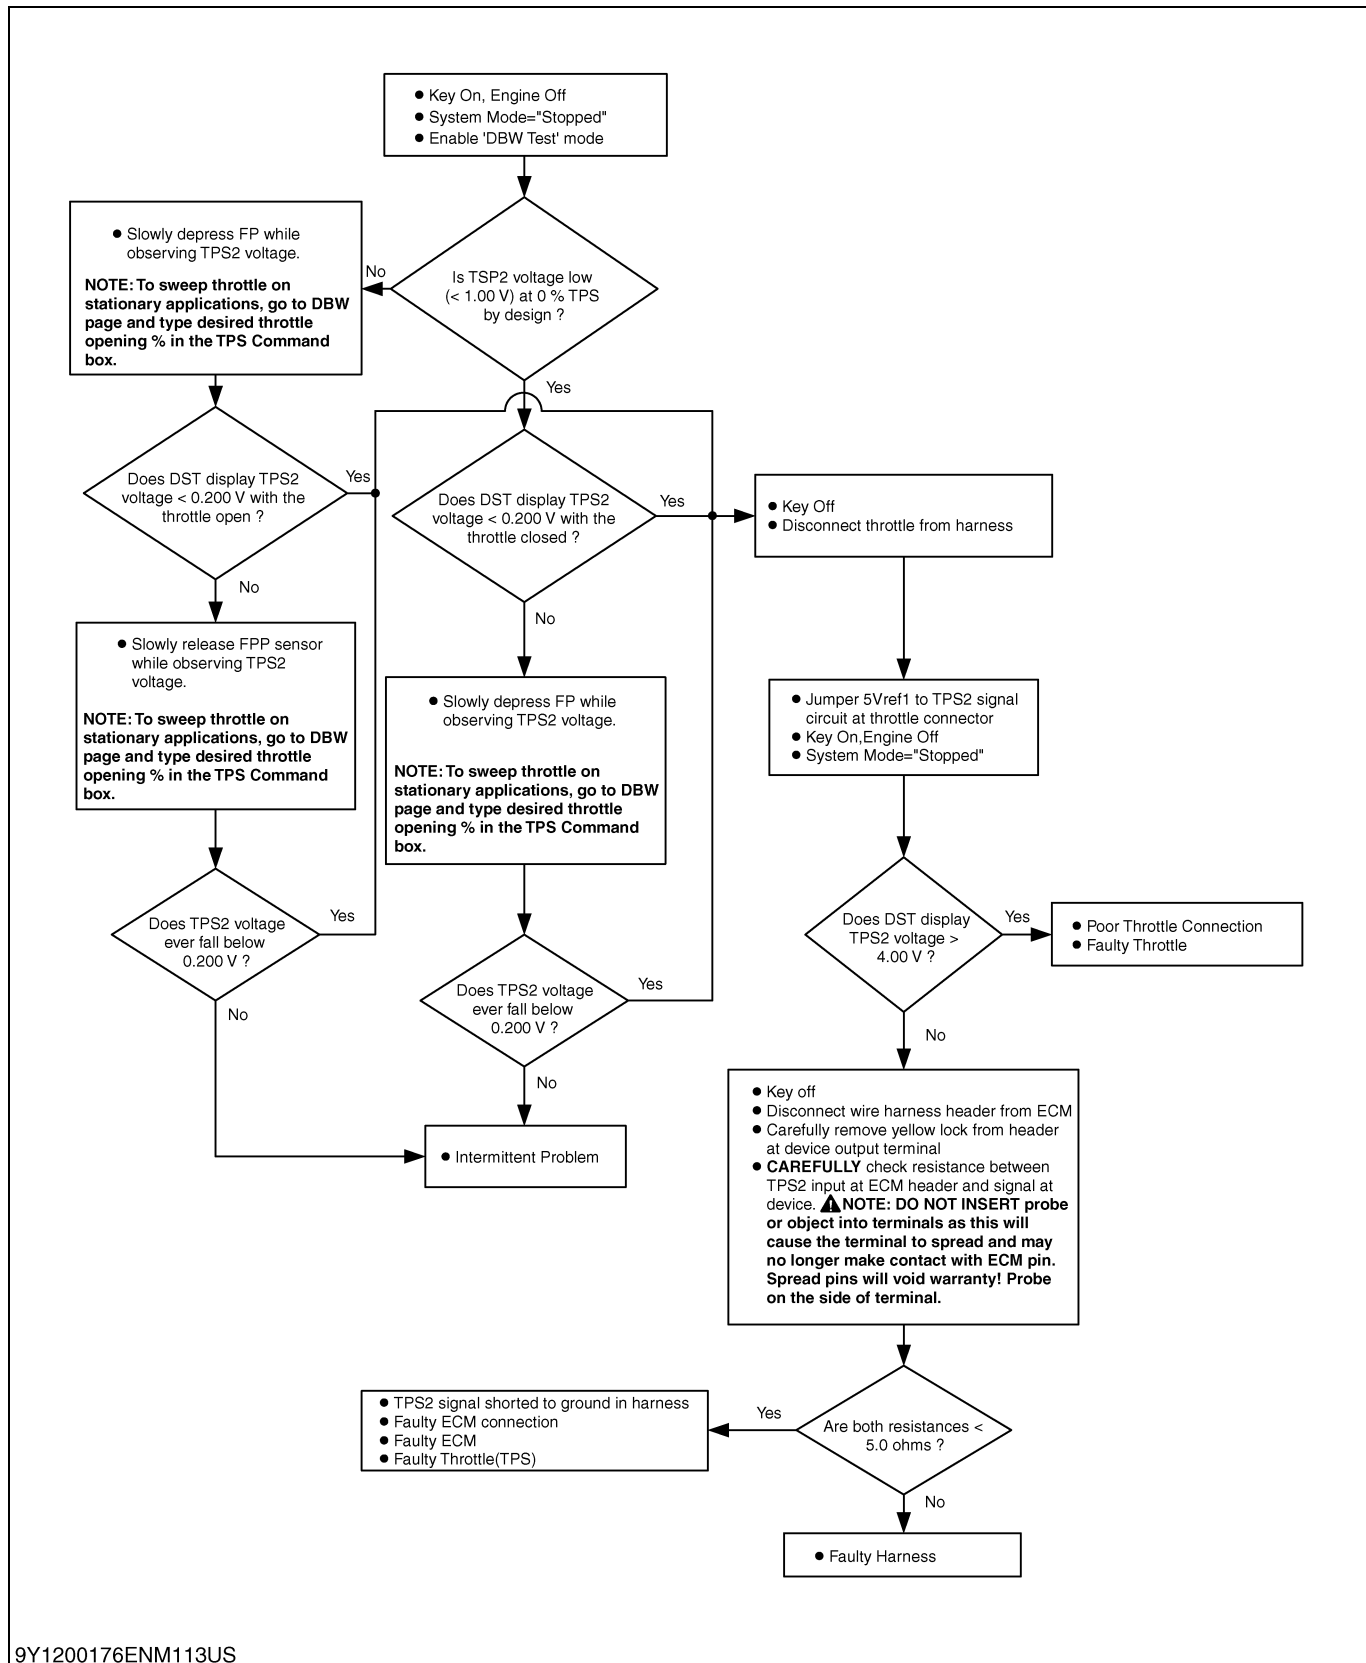 ● Key On, Engine Off
● System Mode="Stopped"
● Enable 'DBW Test' mode
Is TSP2 voltage low
(< 1.00 V) at 0 % TPS
by design ?
No
Yes
● Slowly depress FP while
observing TPS2 voltage.
NOTE: To sweep throttle on
stationary applications, go to DBW
page and type desired throttle
opening % in the TPS Command
box.
Does DST display TPS2
voltage < 0.200 V with the
throttle open ?
Yes
No
● Slowly release FPP sensor
while observing TPS2
voltage.
NOTE: To sweep throttle on
stationary applications, go to DBW
page and type desired throttle
opening % in the TPS Command
box.
Does TPS2 voltage
ever fall below
0.200 V ?
Yes
No
Does DST display TPS2
voltage < 0.200 V with the
throttle closed ?
Yes
No
● Slowly depress FP while
observing TPS2 voltage.
NOTE: To sweep throttle on
stationary applications, go to DBW
page and type desired throttle
opening % in the TPS Command
box.
Does TPS2 voltage
ever fall below
0.200 V ?
Yes
No
● Intermittent Problem
● Key Off
● Disconnect throttle from harness
● Jumper 5Vref1 to TPS2 signal
circuit at throttle connector
● Key On,Engine Off
● System Mode="Stopped"
Does DST display
TPS2 voltage >
4.00 V ?
Yes
No
● Poor Throttle Connection
● Faulty Throttle
● Key off
● Disconnect wire harness header from ECM
● Carefully remove yellow lock from header
at device output terminal
● CAREFULLY check resistance between
TPS2 input at ECM header and signal at
device. NOTE: DO NOT INSERT probe
or object into terminals as this will
cause the terminal to spread and may
no longer make contact with ECM pin.
Spread pins will void warranty! Probe
on the side of terminal.
Are both resistances <
5.0 ohms ?
Yes
No
● TPS2 signal shorted to ground in harness
● Faulty ECM connection
● Faulty ECM
● Faulty Throttle(TPS)
● Faulty Harness
9Y1200176ENM113US